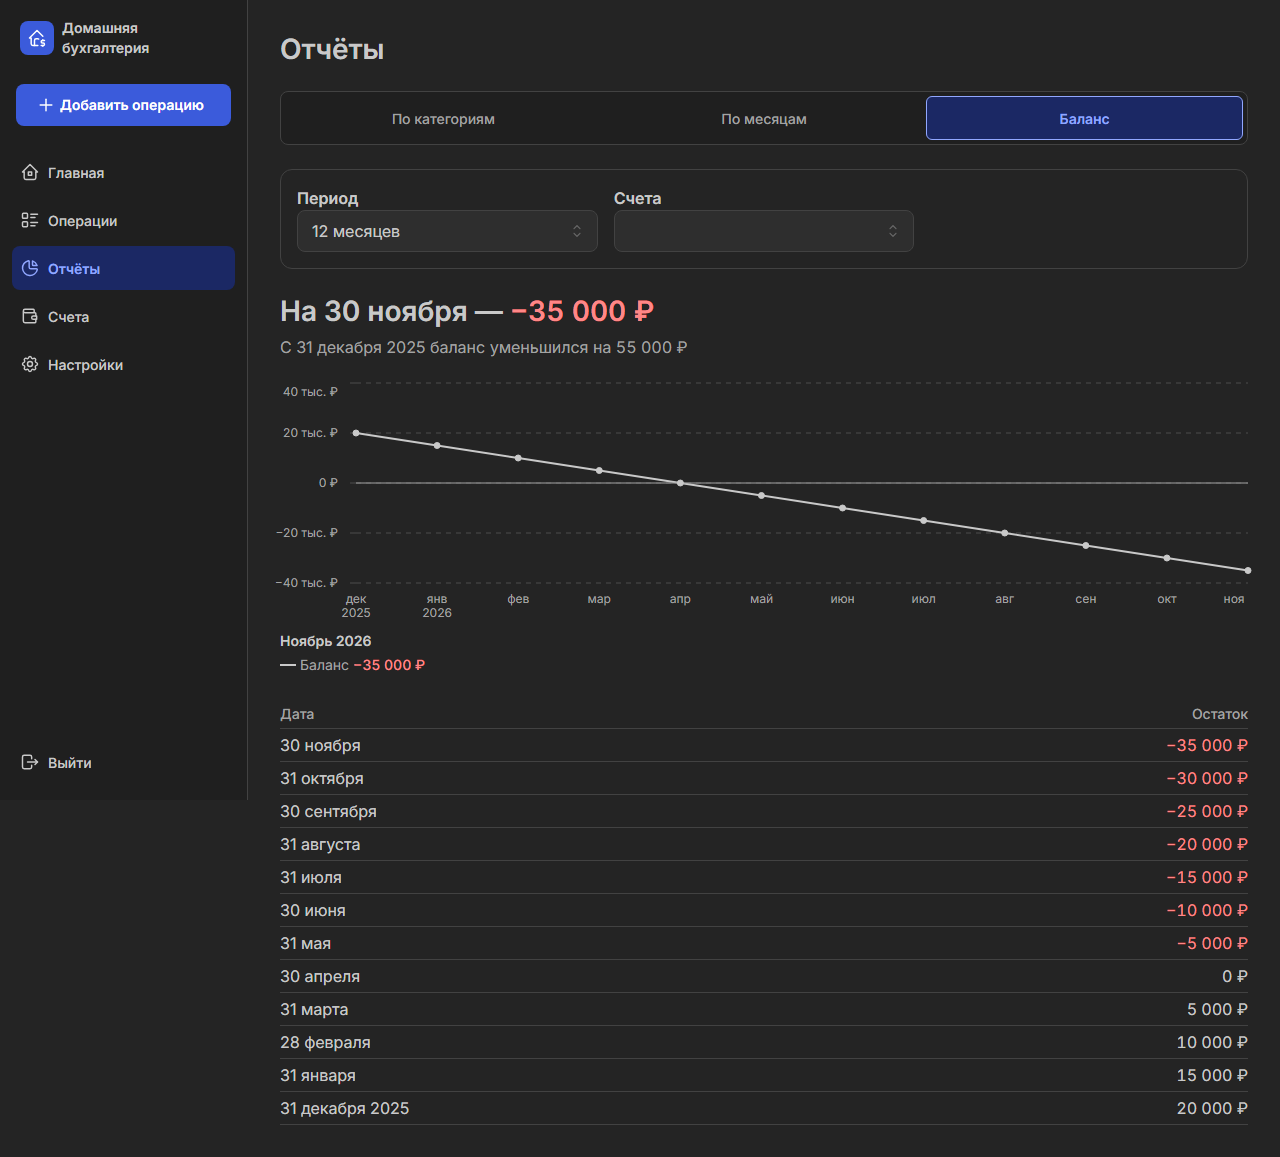 Домашняя
бухгалтерия
Добавить операцию
Главная
Операции
Отчёты
Счета
Настройки
Выйти
Отчёты
По категориям
По месяцам
Баланс
Период
Счета
12 месяцев
На 30 ноября — −35 000 ₽
С 31 декабря 2025 баланс уменьшился на 55 000 ₽
40 тыс. ₽
20 тыс. ₽
0 ₽
−20 тыс. ₽
−40 тыс. ₽
дек янв фев мар апр май июн июл авг сен окт ноя
2025 2026
Ноябрь 2026
Баланс −35 000 ₽
Дата Остаток
30 ноября −35 000 ₽
31 октября −30 000 ₽
30 сентября −25 000 ₽
31 августа −20 000 ₽
31 июля −15 000 ₽
30 июня −10 000 ₽
31 мая −5 000 ₽
30 апреля 0 ₽
31 марта 5 000 ₽
28 февраля 10 000 ₽
31 января 15 000 ₽
31 декабря 2025 20 000 ₽